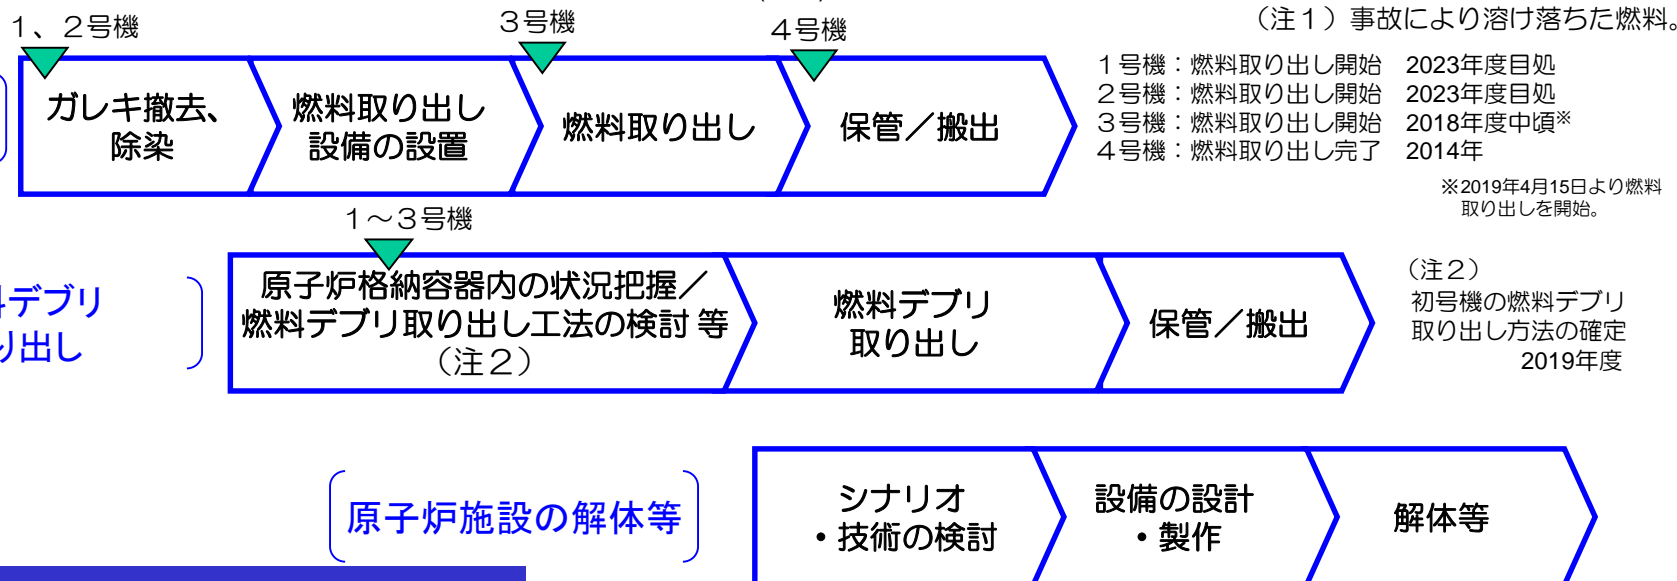 １、２号機
３号機
４号機
（注１）事故により溶け落ちた燃料。
ガレキ撤去、
除染
燃料取り出し
設備の設置
燃料取り出し
保管／搬出
１号機：燃料取り出し開始　2023年度目処
２号機：燃料取り出し開始　2023年度目処
３号機：燃料取り出し開始　2018年度中頃※
４号機：燃料取り出し完了　2014年
※2019年4月15日より燃料
取り出しを開始。
１～３号機
デブリ
り出し
原子炉格納容器内の状況把握／
燃料デブリ取り出し工法の検討 等
（注２）
燃料デブリ
取り出し
保管／搬出
（注２）
初号機の燃料デブリ
取り出し方法の確定
2019年度
原子炉施設の解体等
シナリオ
・技術の検討
設備の設計
・製作
解体等